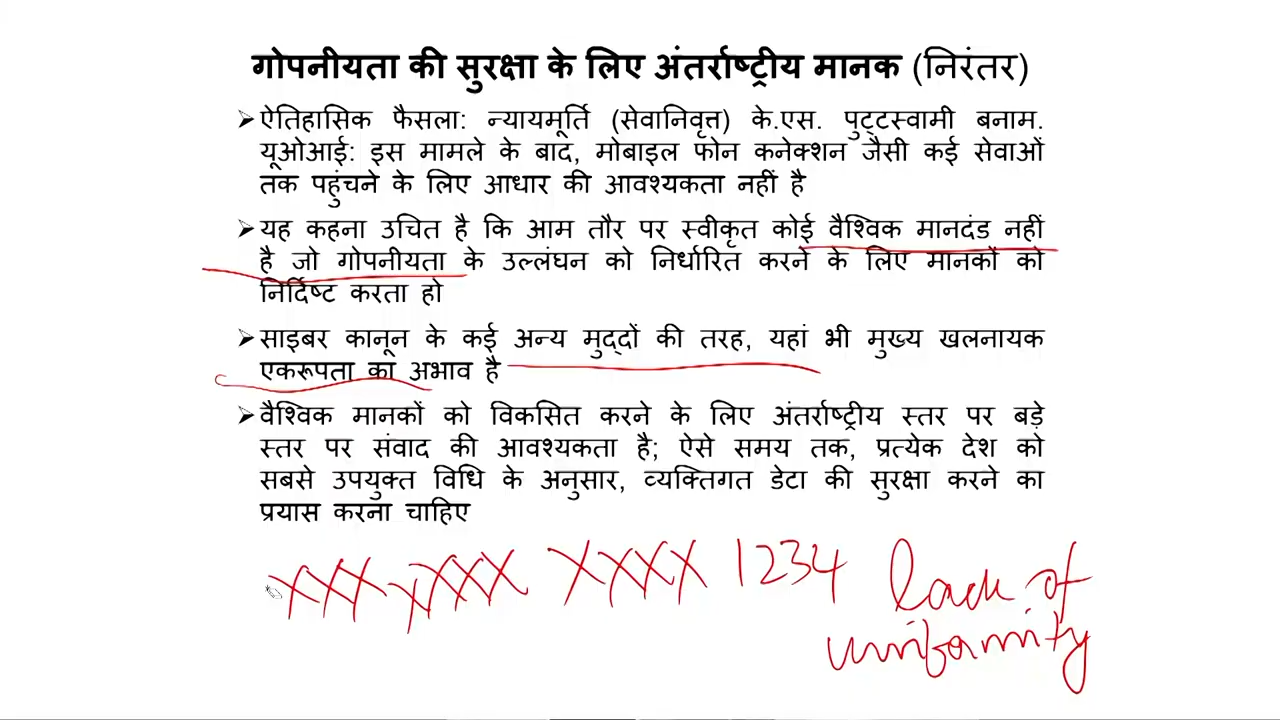 गोपनीयता की सुरक्षा के लिए अंतर्राष्ट्रीय मानक (निरंतर)
➢ऐतिहासिक फैसला: न्यायमूर्ति (सेवानिवृत्त) के.एस. पुट्टस्वामी बनाम.
यूओआई: इस मामले के बाद, मोबाइल फोन कनेक्शन जैसी कई सेवाओं
तक पहुंचने के लिए आधार की आवश्यकता नहीं है
➢यह कहना उचित है कि आम तौर पर स्वीकृत कोई वैश्विक मानदंड नहीं
है जो गोपनीयता के उल्लंघन को निर्धारित करने के लिए मानकों को
निर्दिष्ट करता हो
➢साइबर कानून के कई अन्य मुद्दों की तरह, यहां भी मुख्य खलनायक
एकरूपता का अभाव है
➢वैश्विक मानकों को विकसित करने के लिए अंतर्राष्ट्रीय स्तर पर बड़े
स्तर पर संवाद की आवश्यकता है; ऐसे समय तक, प्रत्येक देश को
सबसे उपयुक्त विधि के अनुसार, व्यक्तिगत डेटा की सुरक्षा करने का
प्रयास करना चाहिए
XXX XXXX XXXX 1234 lack of
uniformity